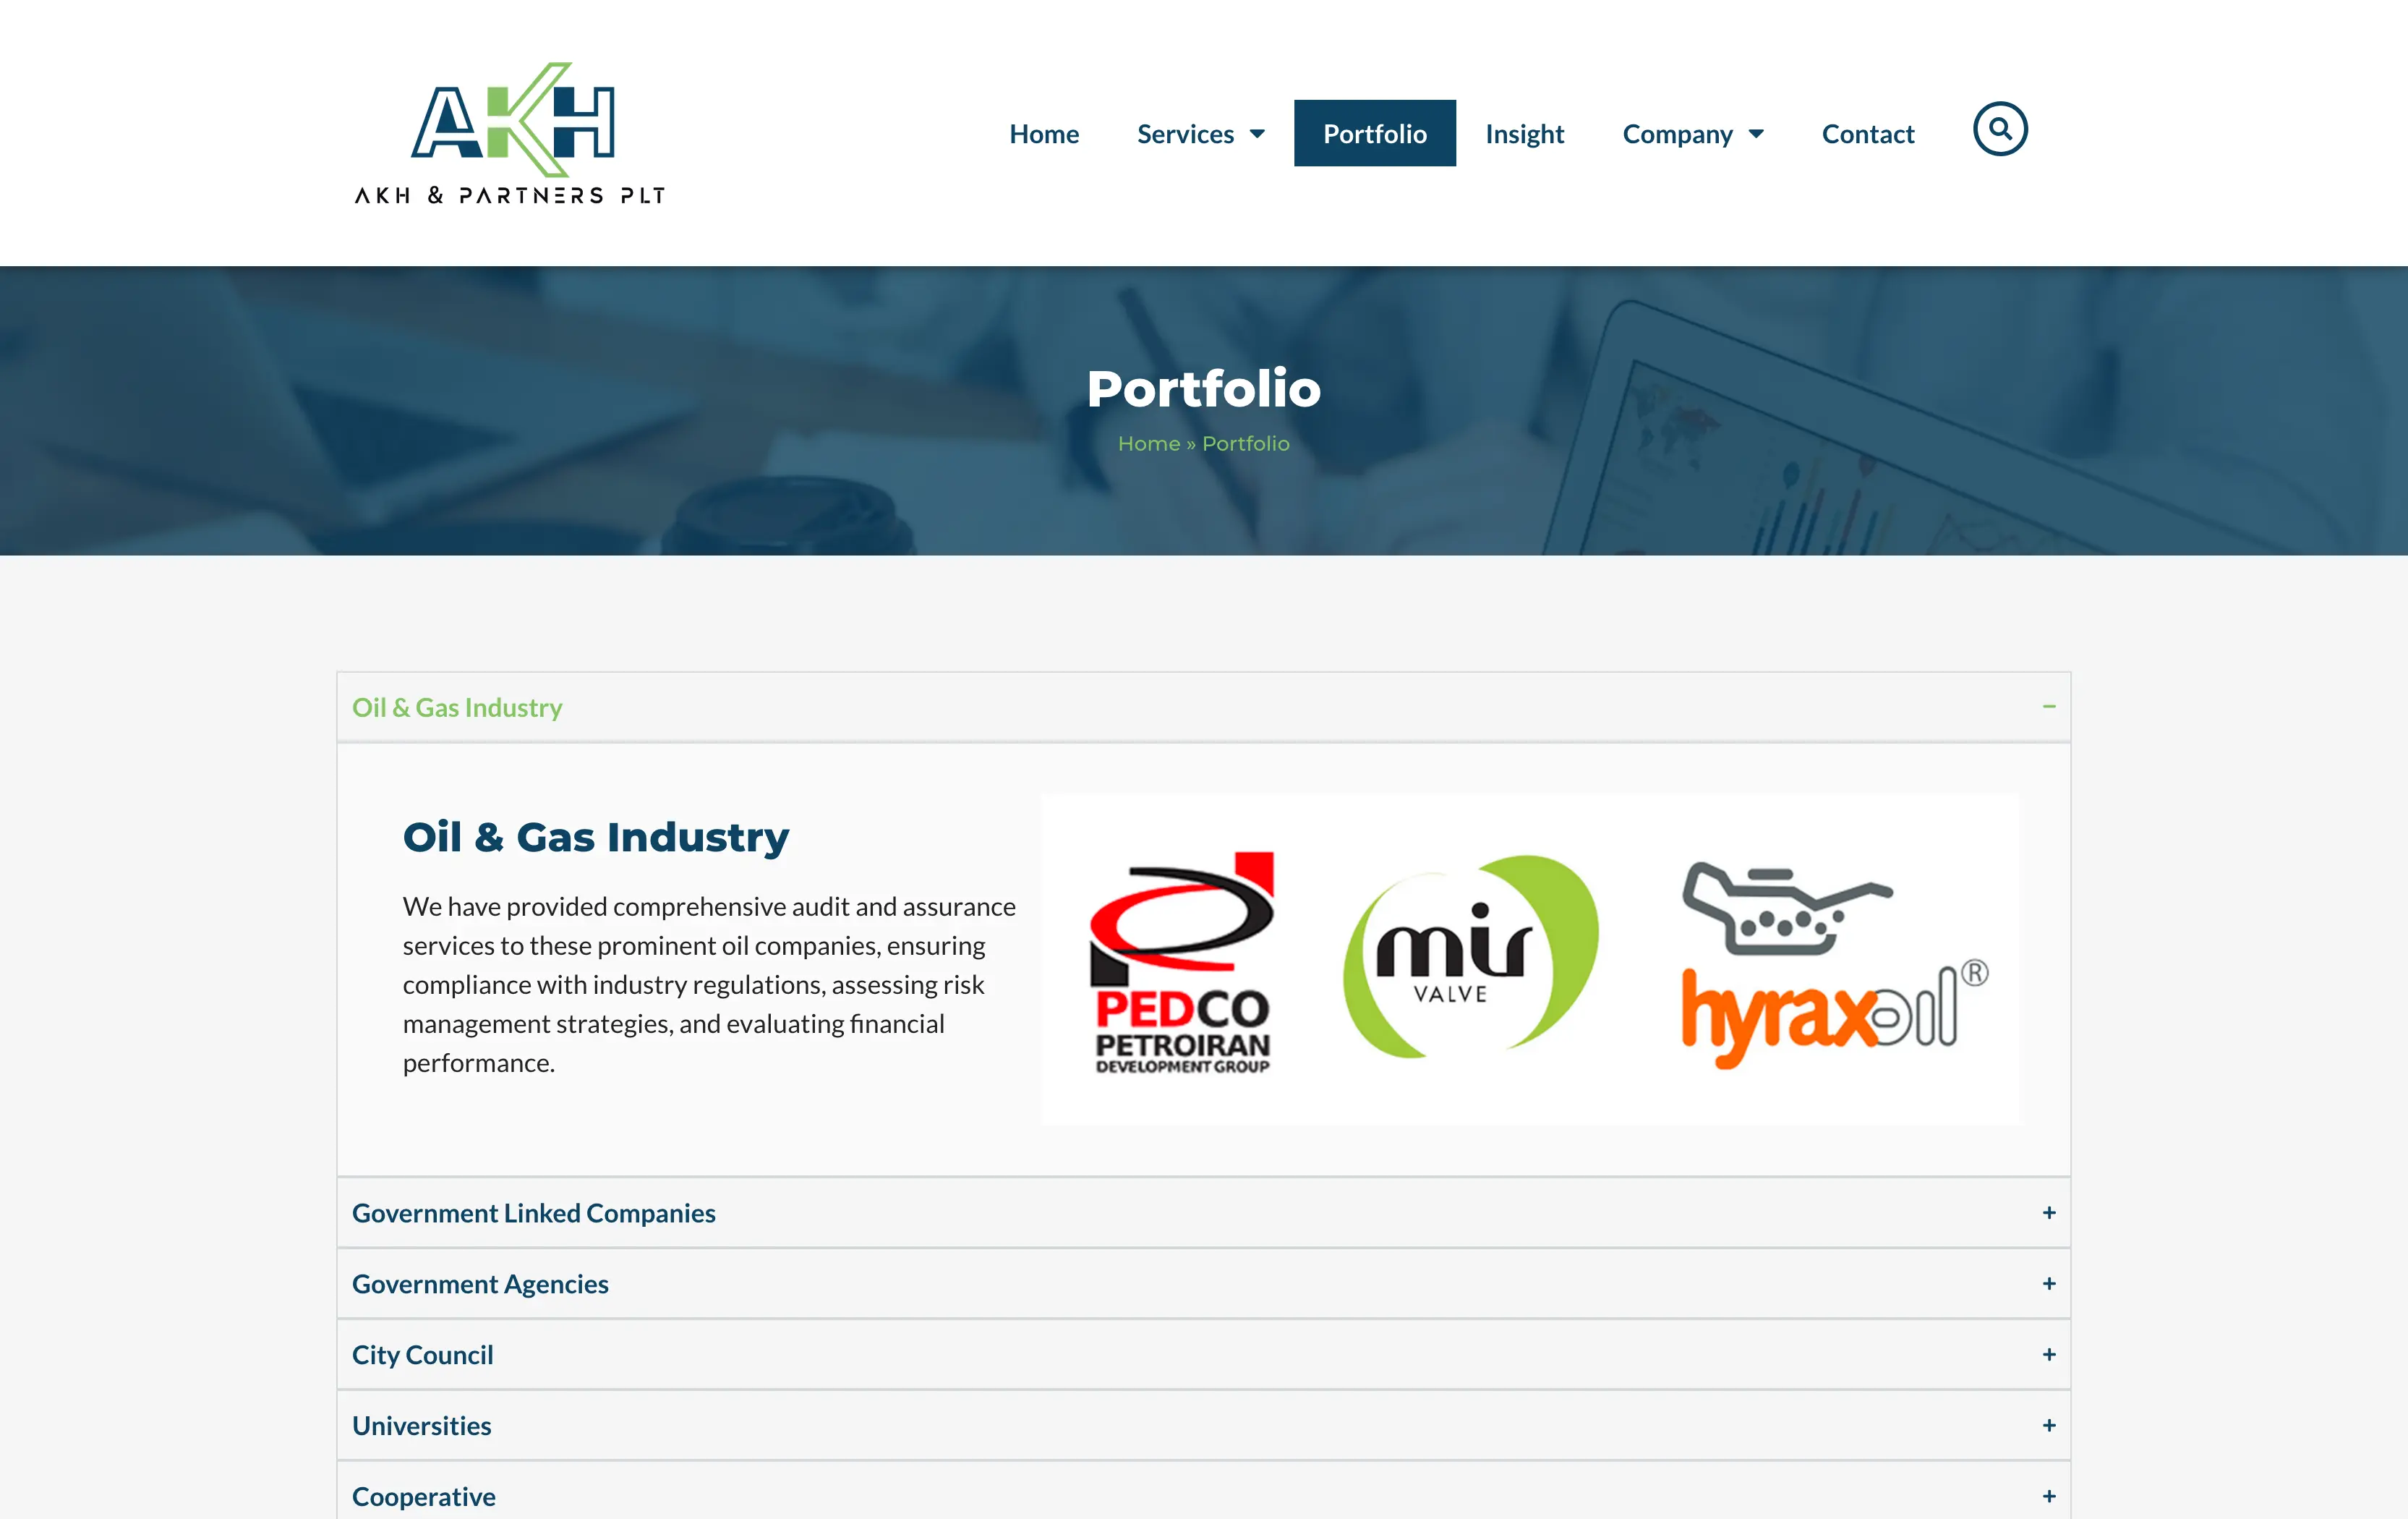 AKH
AKH & PARTNERS PLT
Home
Services
Portfolio
Insight
Company
Contact
Portfolio
Home » Portfolio
Oil & Gas Industry
−
Oil & Gas Industry
We have provided comprehensive audit and assurance
services to these prominent oil companies, ensuring
compliance with industry regulations, assessing risk
management strategies, and evaluating financial
performance.
PEDCO
PETROIRAN
DEVELOPMENT GROUP
mir
VALVE
hyraxoil®
Government Linked Companies
+
Government Agencies
+
City Council
+
Universities
+
Cooperative
+